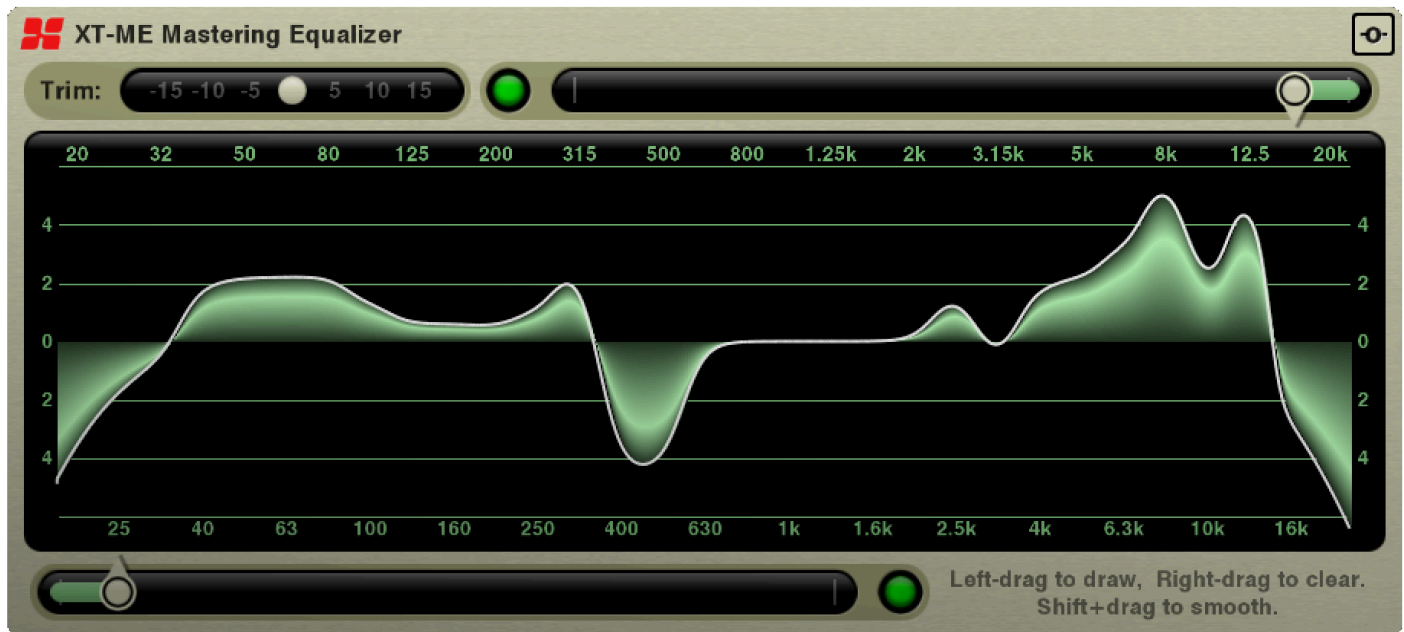 XT-ME Mastering Equalizer
Trim: -15 -10 -5 5 10 15
20 32 50 80 125 200 315 500 800 1.25k 2k 3.15k 5k 8k 12.5 20k
4 4
2 2
0 0
2 2
4 4
25 40 63 100 160 250 400 630 1k 1.6k 2.5k 4k 6.3k 10k 16k
Left-drag to draw, Right-drag to clear.
Shift+drag to smooth.